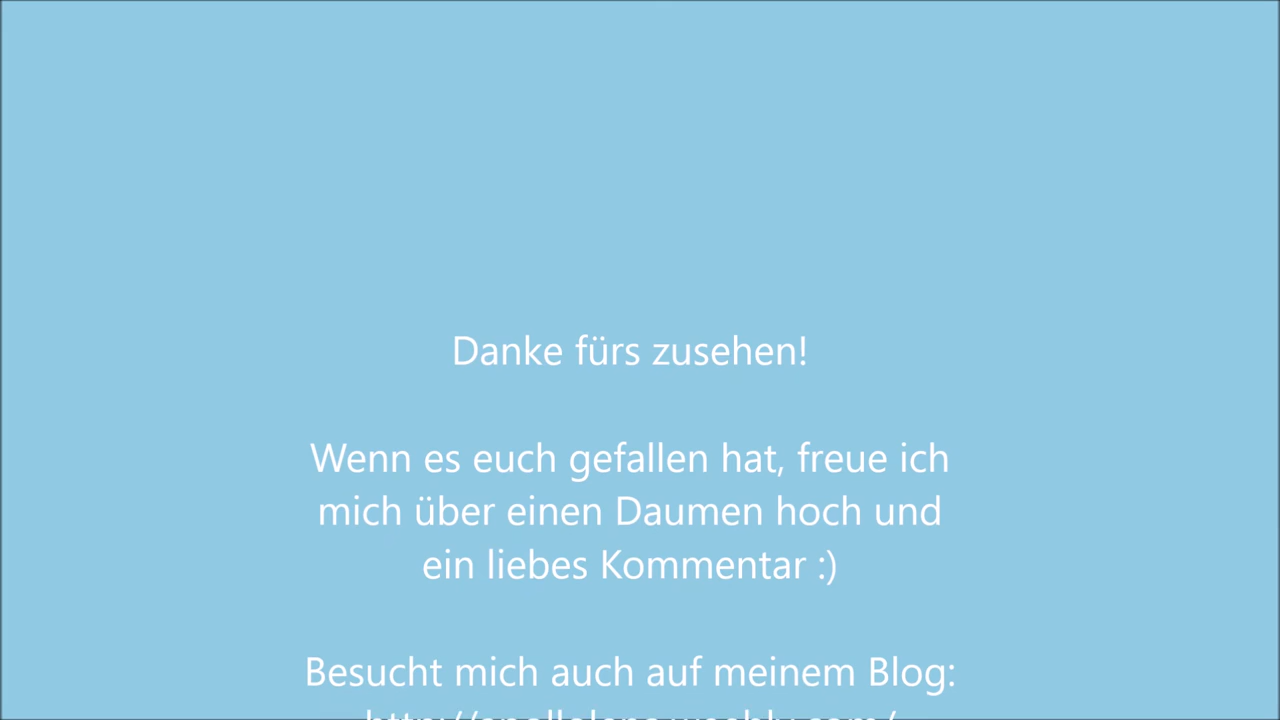 Danke fürs zusehen!
Wenn es euch gefallen hat, freue ich
mich über einen Daumen hoch und
ein liebes Kommentar :)
Besucht mich auch auf meinem Blog: